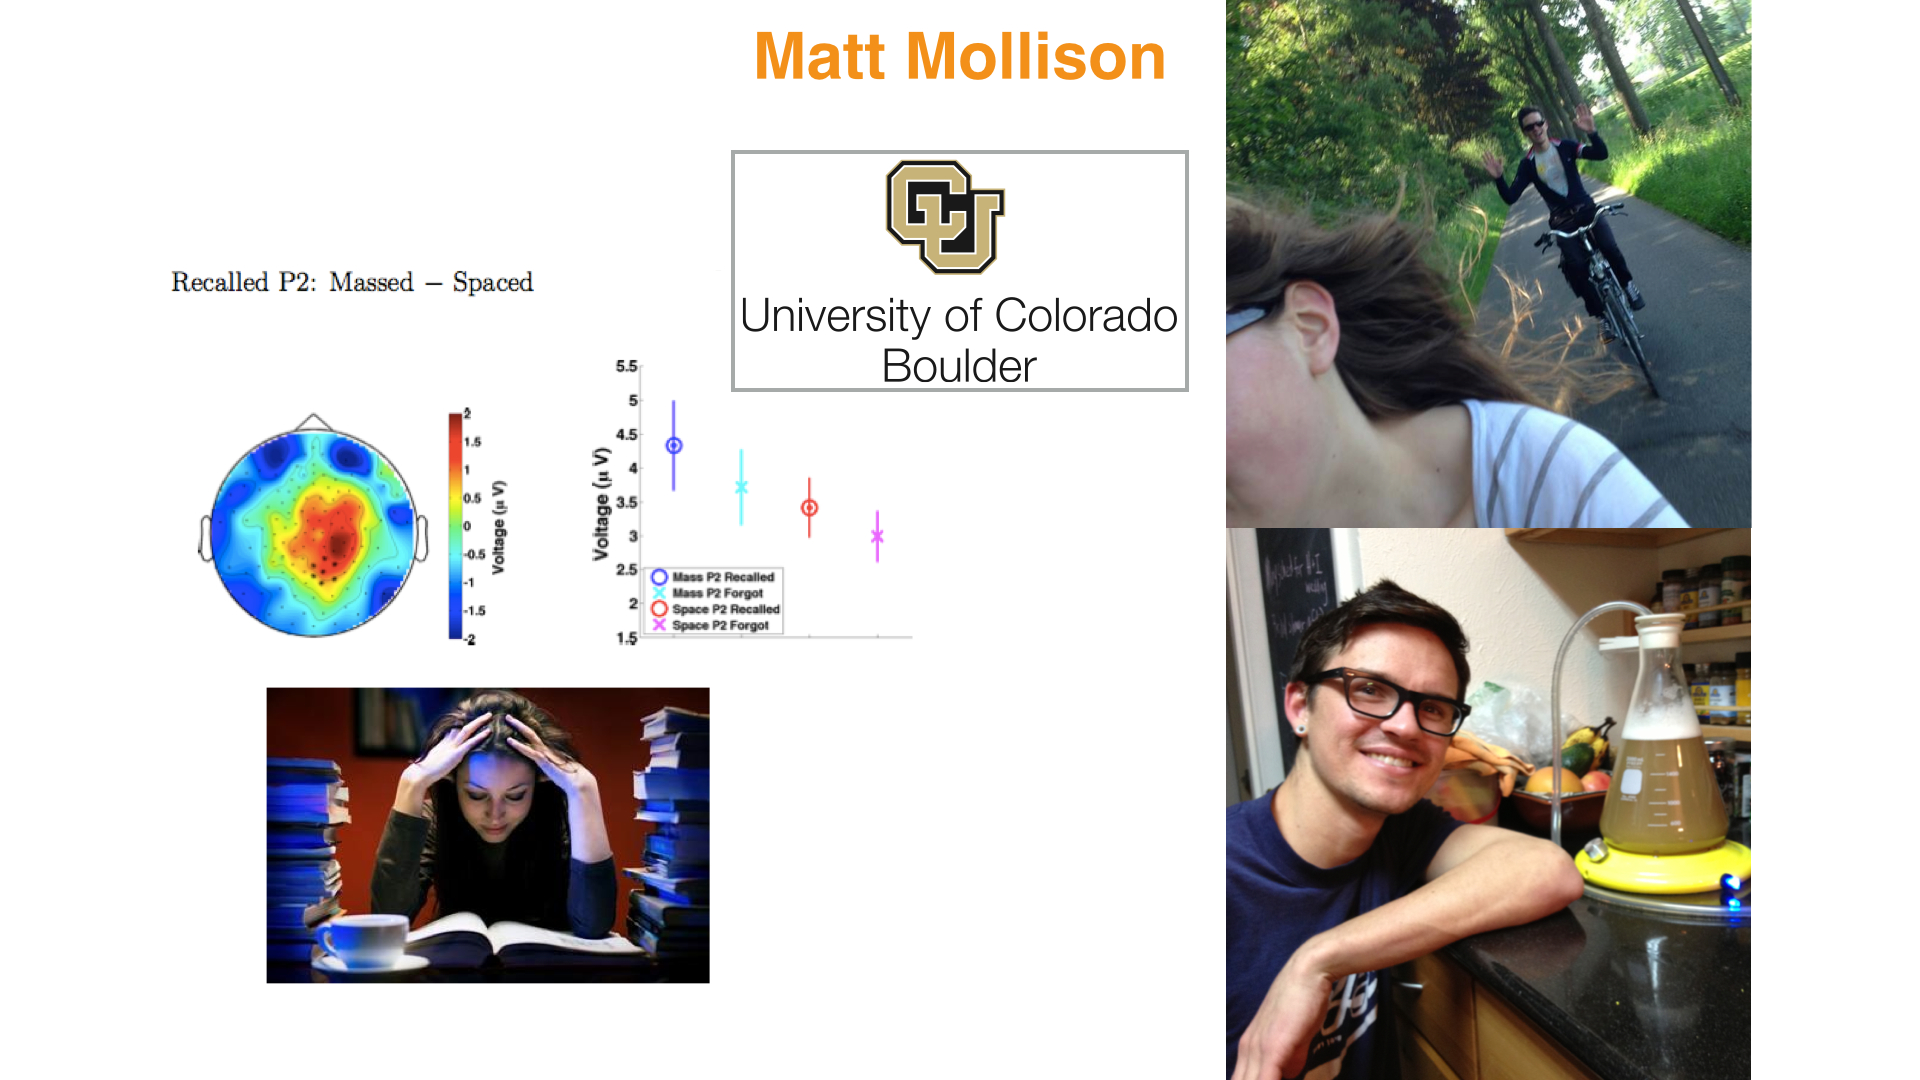 Matt Mollison
CU
University of Colorado
Boulder
Recalled P2: Massed – Spaced
2
1.5
1
0.5
0
-0.5
-1
-1.5
-2
Voltage (µ V)
5.5
5
4.5
4
3.5
3
2.5
2
1.5
Voltage (µ V)
Mass P2 Recalled
Mass P2 Forgot
Space P2 Recalled
Space P2 Forgot